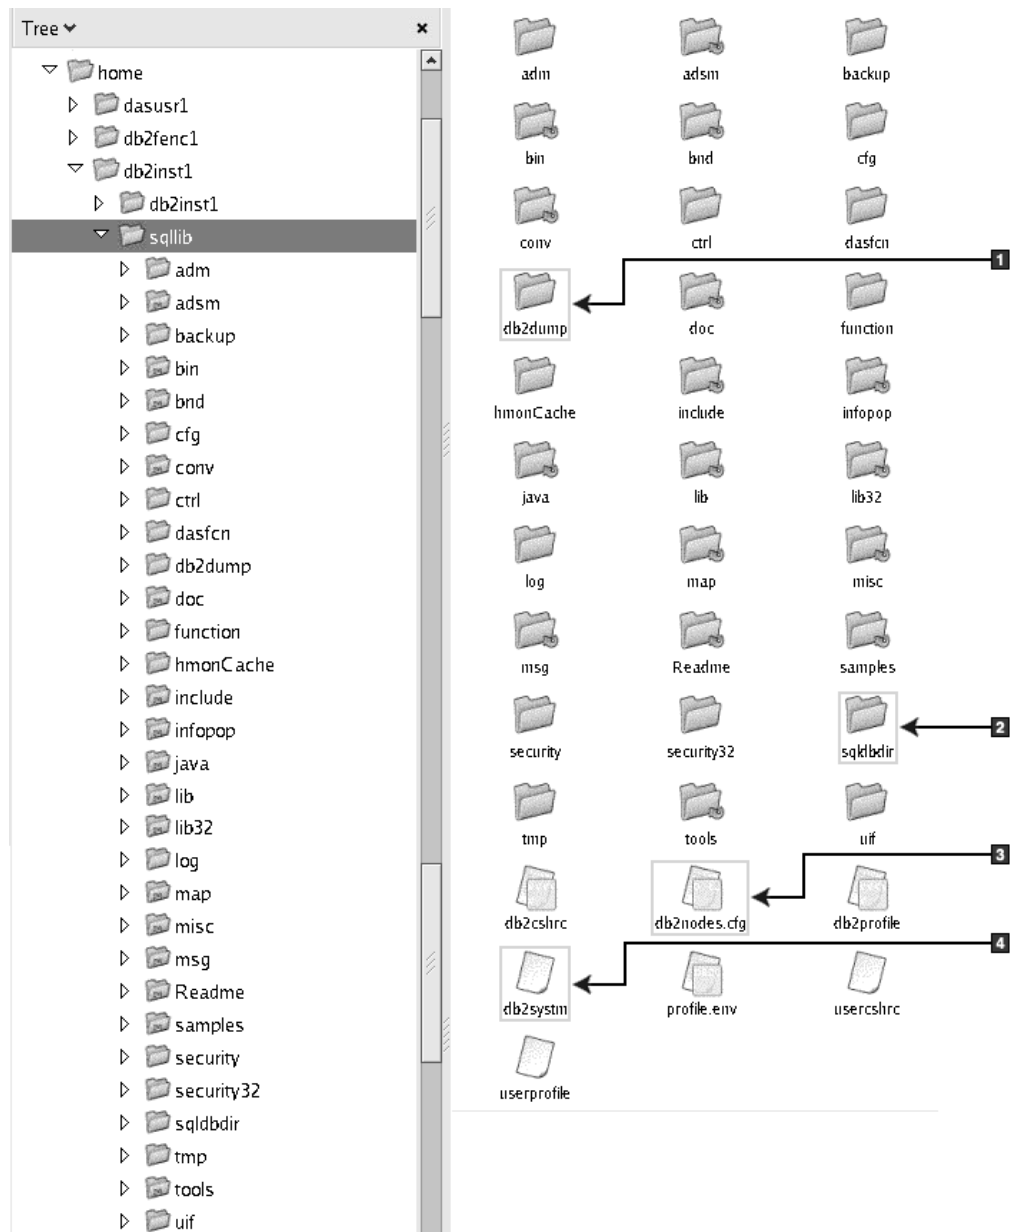 Tree
home
dasusr1
db2fenc1
db2inst1
db2inst1
sqllib
adm
adsm
backup
bin
bnd
cfg
conv
ctrl
dasfcn
db2dump
doc
function
hmonCache
include
infopop
java
lib
lib32
log
map
misc
msg
Readme
samples
security
security32
sqldbdir
tmp
tools
uif
adm adsm backup
bin bnd cfg
conv ctrl dasfcn
1
db2dump doc function
hmonCache include infopop
java lib lib32
log map misc
msg Readme samples
2
security security32 sqldbdir
tmp tools uif
3
db2cshrc db2nodes.cfg db2profile
4
db2systm profile.env usercshrc
userprofile